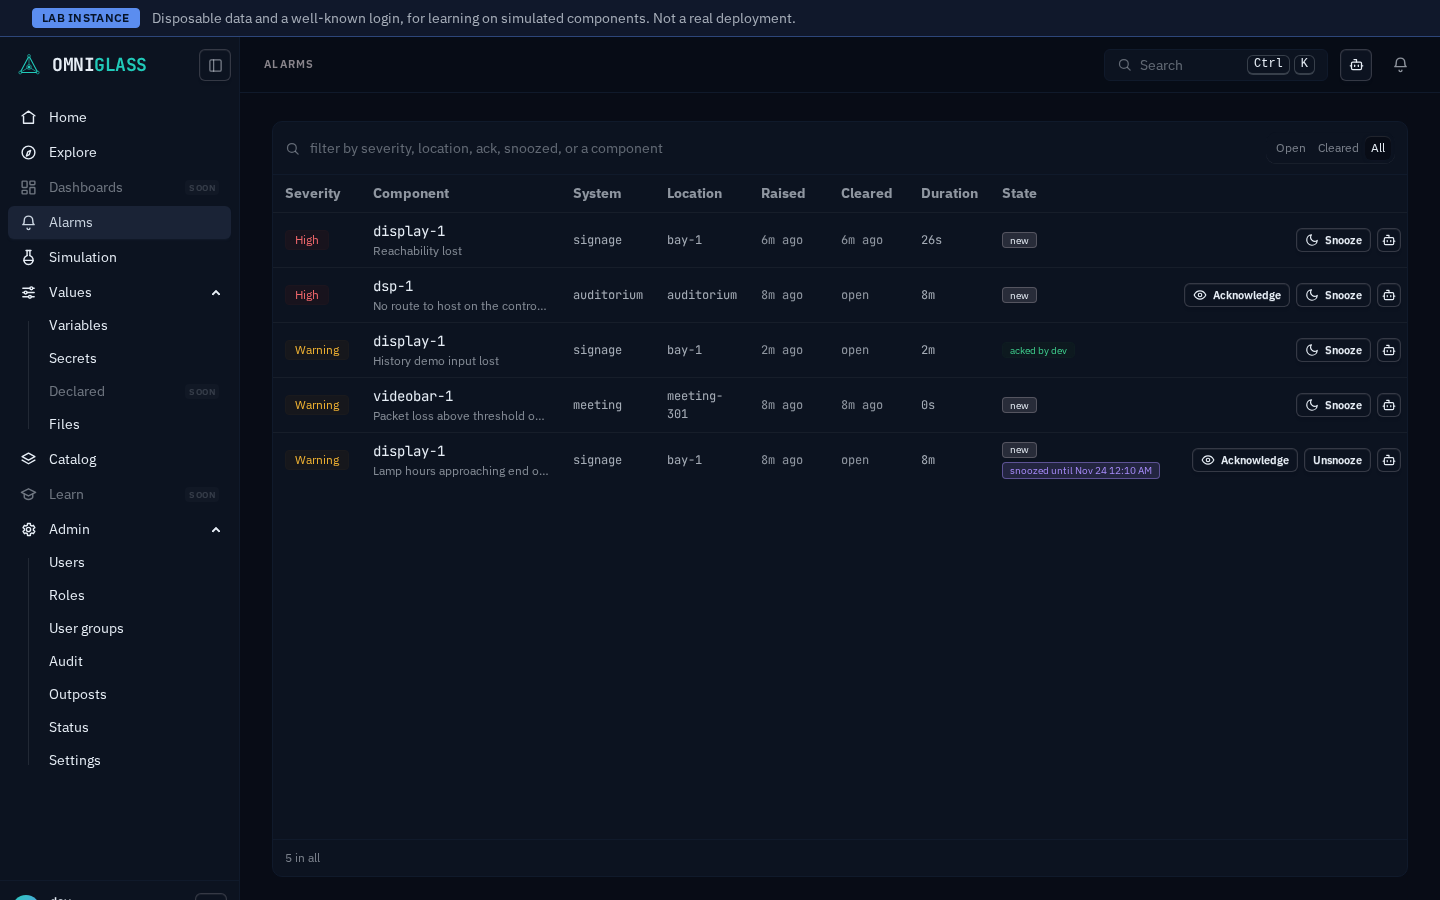 LAB INSTANCE Disposable data and a well-known login, for learning on simulated components. Not a real deployment.
OMNIGLASS
ALARMS
Search Ctrl K
Home
Explore
Dashboards SOON
Alarms
Simulation
Values
Variables
Secrets
Declared SOON
Files
Catalog
Learn SOON
Admin
Users
Roles
User groups
Audit
Outposts
Status
Settings
filter by severity, location, ack, snoozed, or a component
Open Cleared All
Severity Component System Location Raised Cleared Duration State
High display-1 signage bay-1 6m ago 6m ago 26s new Snooze
Reachability lost
High dsp-1 auditorium auditorium 8m ago open 8m new Acknowledge Snooze
No route to host on the contro…
Warning display-1 signage bay-1 2m ago open 2m acked by dev Snooze
History demo input lost
Warning videobar-1 meeting meeting-301 8m ago 8m ago 0s new Snooze
Packet loss above threshold o…
Warning display-1 signage bay-1 8m ago open 8m new Acknowledge Unsnooze
Lamp hours approaching end o… snoozed until Nov 24 12:10 AM
5 in all